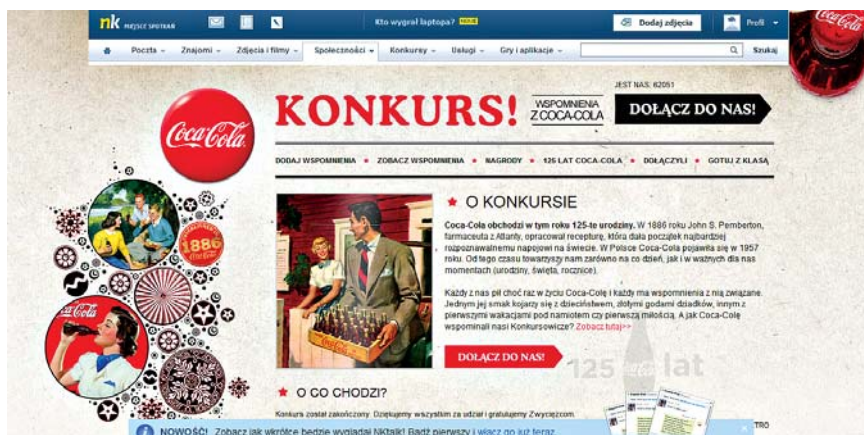 nk MIEJSCE SPOTKAŃ
Kto wygrał laptopa?
Dodaj zdjęcia
Profil
Poczta Znajomi Zdjęcia i filmy Społeczności Konkursy Usługi Gry i aplikacje
Szukaj
Coca-Cola
JEST NAS: 62051
KONKURS!
WSPOMNIENIA
Z COCA-COLA
DOŁĄCZ DO NAS!
Coca-Cola
DODAJ WSPOMNIENIA ★ ZOBACZ WSPOMNIENIA ★ NAGRODY ★ 125 LAT COCA-COLA ★ DOŁĄCZYLI ★ GOTUJ Z KLASĄ
★ O KONKURSIE
Coca-Cola obchodzi w tym roku 125-te urodziny. W 1886 roku John S. Pemberton,
farmaceuta z Atlanty, opracował recepturę, która dała początek najbardziej
rozpoznawalnemu napojowi na świecie. W Polsce Coca-Cola pojawiła się w 1957
roku. Od tego czasu towarzyszy nam zarówno na co dzień, jak i w ważnych dla nas
momentach (urodziny, święta, rocznice).
1886
Każdy z nas pił choć raz w życiu Coca-Colę i każdy ma wspomnienia z nią związane.
Jednym jej smak kojarzy się z dzieciństwem, złotymi godami dziadków, innym z
pierwszymi wakacjami pod namiotem czy pierwszą miłością. A jak Coca-Colę
wspominali nasi Konkursowicze? Zobacz tutaj>>
Coca-Cola
DOŁĄCZ DO NAS!
125 lat
★ O CO CHODZI?
Konkurs został zakończony. Dziękujemy wszystkim za udział i gratulujemy Zwycięzcom.
TRO
NOWOŚĆ! Zobacz jak wkrótce będzie wyglądał NKtalk! Bądź pierwszy i włącz go już teraz